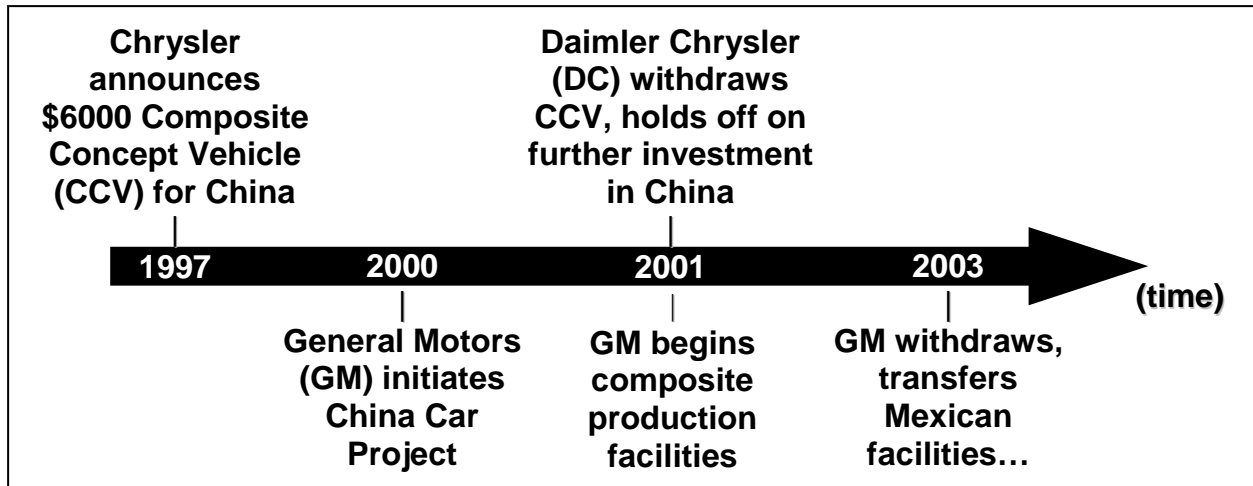 Chrysler
announces
$6000 Composite
Concept Vehicle
(CCV) for China
Daimler Chrysler
(DC) withdraws
CCV, holds off on
further investment
in China
1997
2000
2001
2003
(time)
General Motors
(GM) initiates
China Car
Project
GM begins
composite
production
facilities
GM withdraws,
transfers
Mexican
facilities…